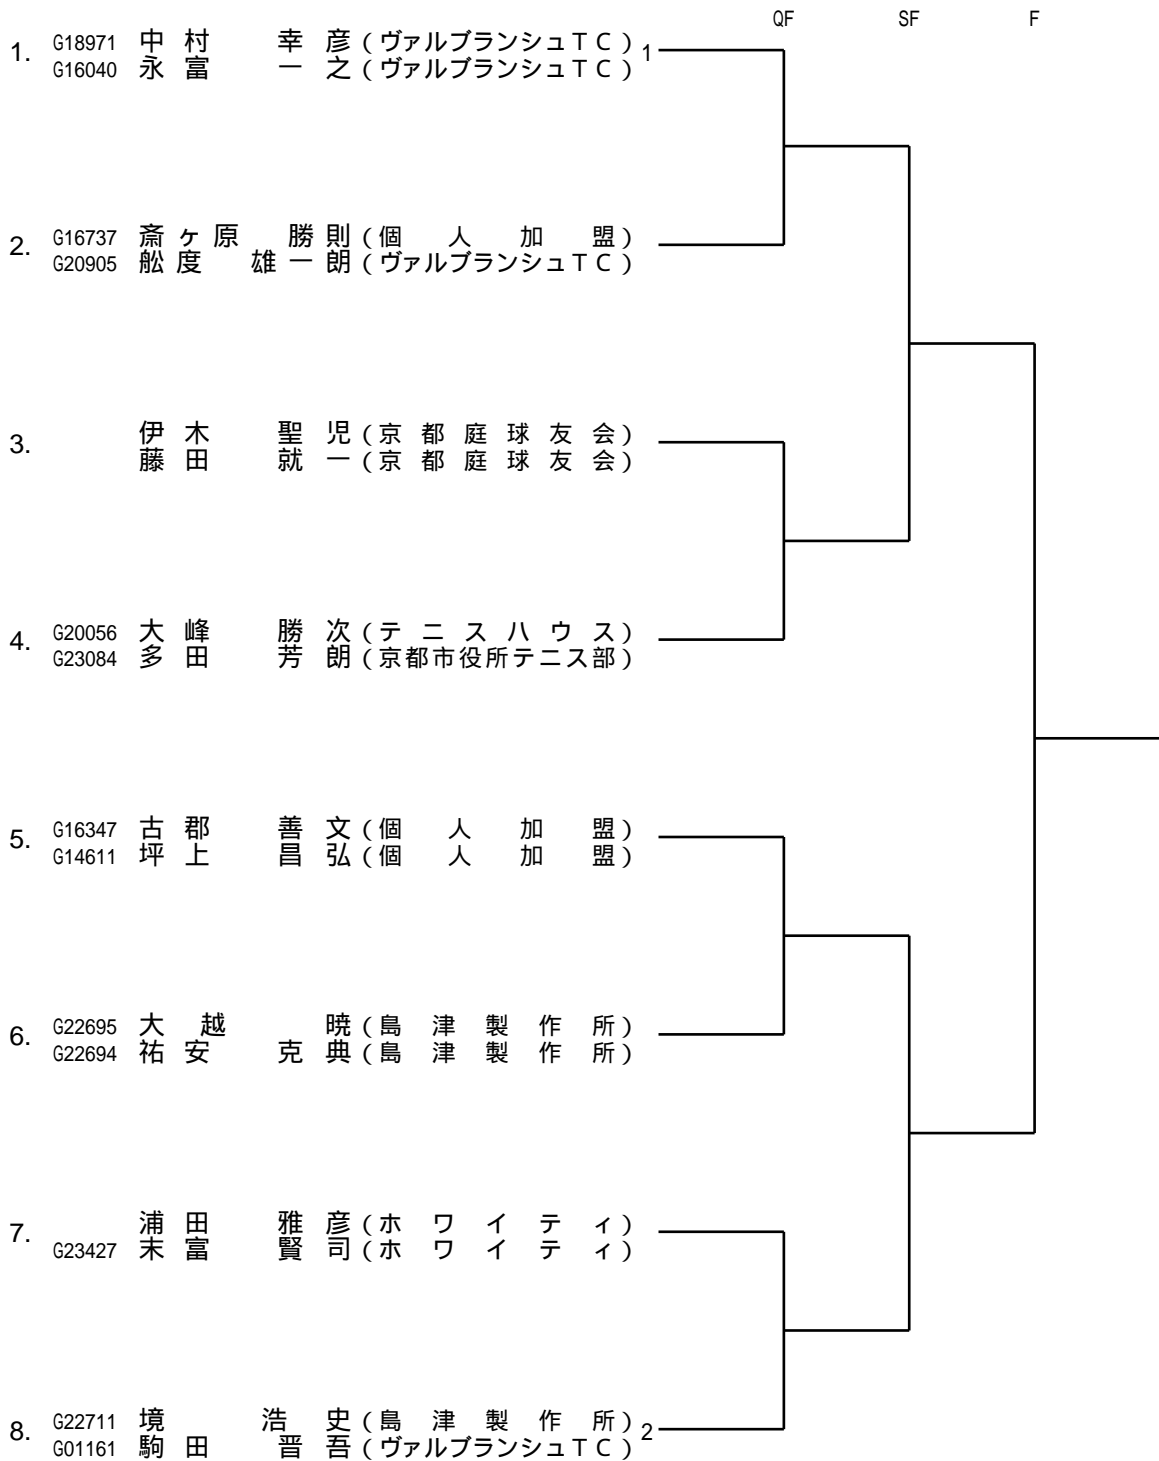 QF SF F
1. G18971 中村 幸彦 (ヴァルブランシュTC) 1
G16040 永富 一之 (ヴァルブランシュTC)
2. G16737 斎ヶ原 勝則 (個人加盟)
G20905 舩度 雄一朗 (ヴァルブランシュTC)
3. 伊木 聖児 (京都庭球友会)
藤田 就一 (京都庭球友会)
4. G20056 大峰 勝次 (テニスハウス)
G23084 多田 芳朗 (京都市役所テニス部)
5. G16347 古郡 善文 (個人加盟)
G14611 坪上 昌弘 (個人加盟)
6. G22695 大越 暁 (島津製作所)
G22694 祐安 克典 (島津製作所)
7. 浦田 雅彦 (ホワイティ)
G23427 末富 賢司 (ホワイティ)
8. G22711 境 浩史 (島津製作所) 2
G01161 駒田 晋吾 (ヴァルブランシュTC)